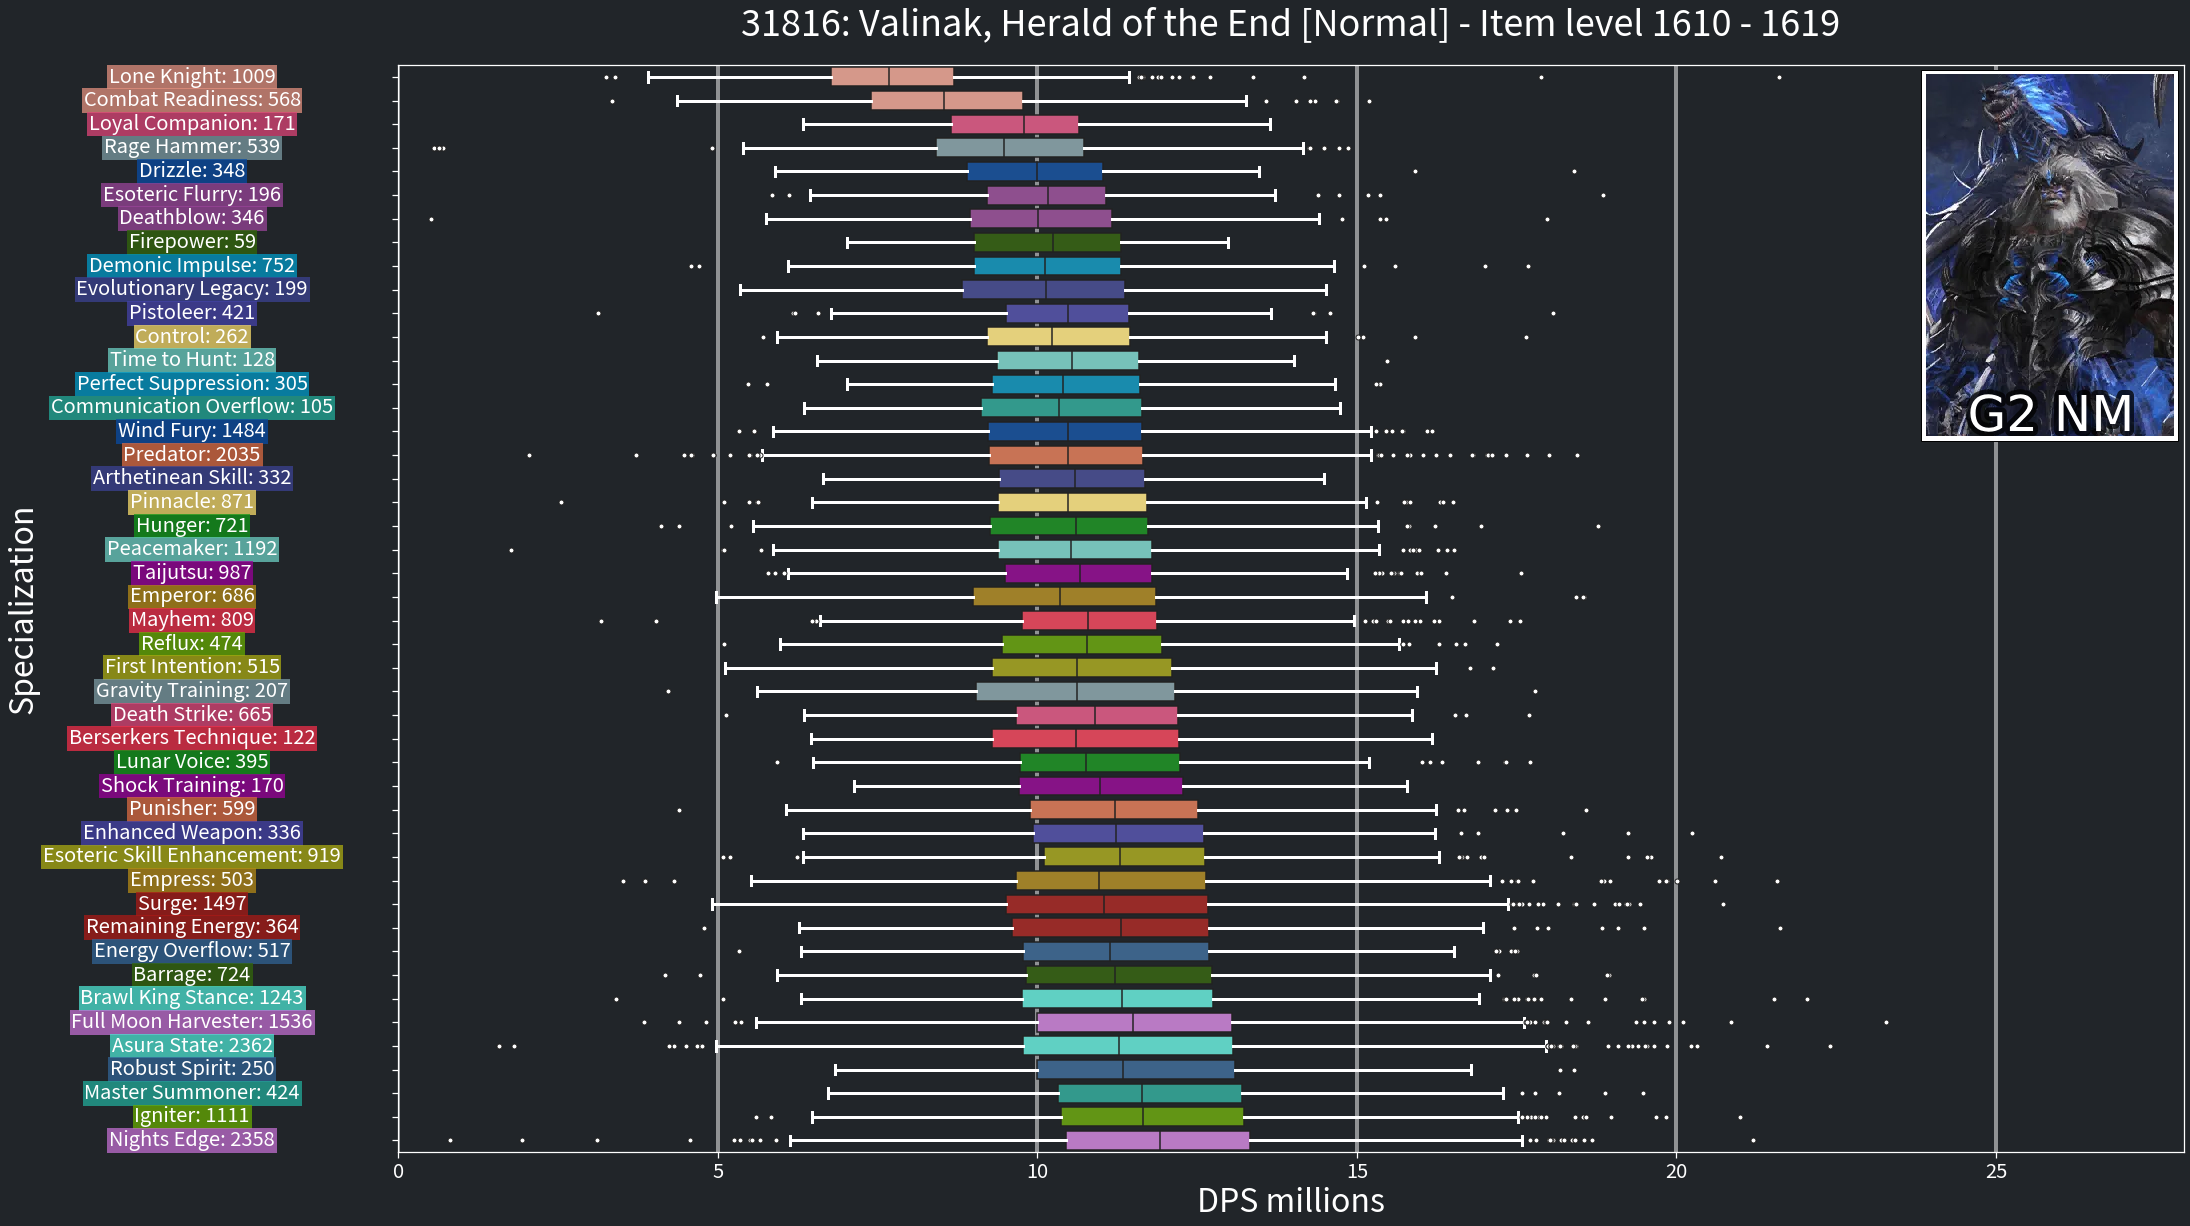 31816: Valinak, Herald of the End [Normal] - Item level 1610 - 1619
Specialization
Lone Knight: 1009
Combat Readiness: 568
Loyal Companion: 171
Rage Hammer: 539
Drizzle: 348
Esoteric Flurry: 196
Deathblow: 346
Firepower: 59
Demonic Impulse: 752
Evolutionary Legacy: 199
Pistoleer: 421
Control: 262
Time to Hunt: 128
Perfect Suppression: 305
Communication Overflow: 105
Wind Fury: 1484
Predator: 2035
Arthetinean Skill: 332
Pinnacle: 871
Hunger: 721
Peacemaker: 1192
Taijutsu: 987
Emperor: 686
Mayhem: 809
Reflux: 474
First Intention: 515
Gravity Training: 207
Death Strike: 665
Berserkers Technique: 122
Lunar Voice: 395
Shock Training: 170
Punisher: 599
Enhanced Weapon: 336
Esoteric Skill Enhancement: 919
Empress: 503
Surge: 1497
Remaining Energy: 364
Energy Overflow: 517
Barrage: 724
Brawl King Stance: 1243
Full Moon Harvester: 1536
Asura State: 2362
Robust Spirit: 250
Master Summoner: 424
Igniter: 1111
Nights Edge: 2358
G2 NM
0 5 10 15 20 25
DPS millions